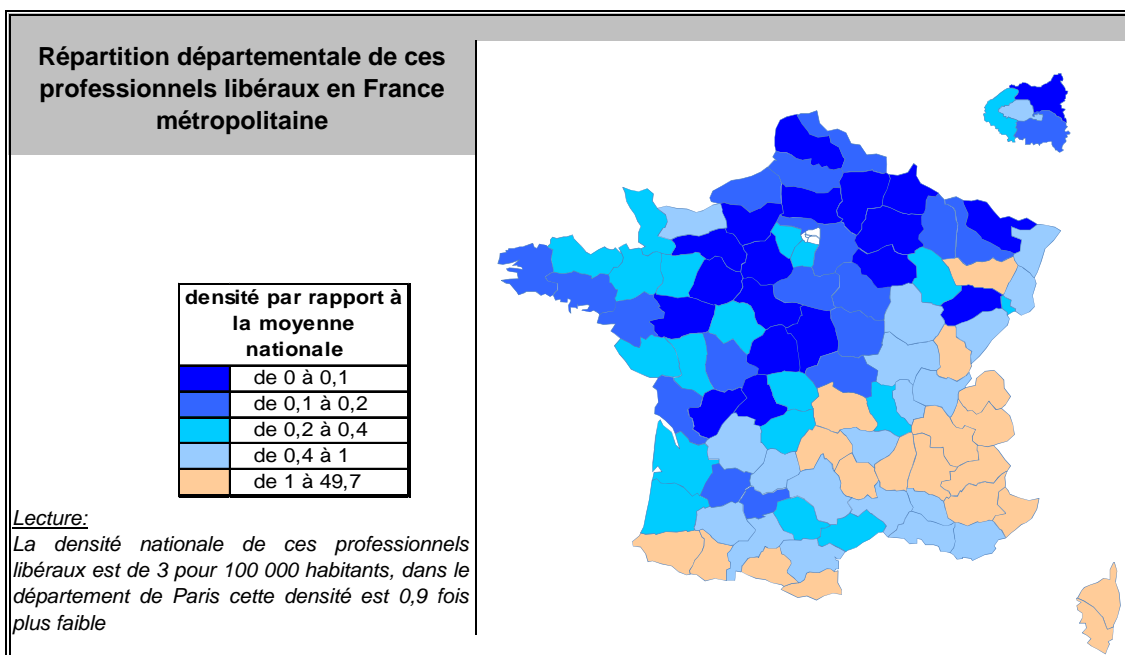 Répartition départementale de ces
professionnels libéraux en France
métropolitaine
densité par rapport à
la moyenne
nationale
de 0 à 0,1
de 0,1 à 0,2
de 0,2 à 0,4
de 0,4 à 1
de 1 à 49,7
Lecture:
La densité nationale de ces professionnels
libéraux est de 3 pour 100 000 habitants, dans le
département de Paris cette densité est 0,9 fois
plus faible